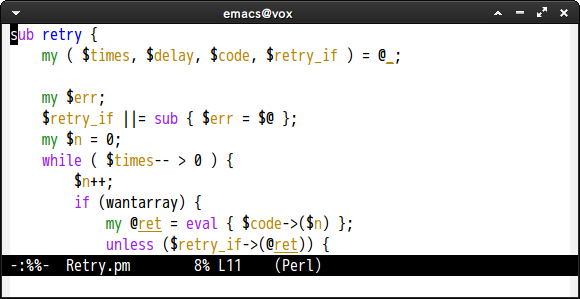 emacs@vox
sub retry {
    my ( $times, $delay, $code, $retry_if ) = @_;

    my $err;
    $retry_if ||= sub { $err = $@ };
    my $n = 0;
    while ( $times-- > 0 ) {
        $n++;
        if (wantarray) {
            my @ret = eval { $code->($n) };
            unless ($retry_if->(@ret)) {
-:%%-  Retry.pm       8% L11    (Perl)